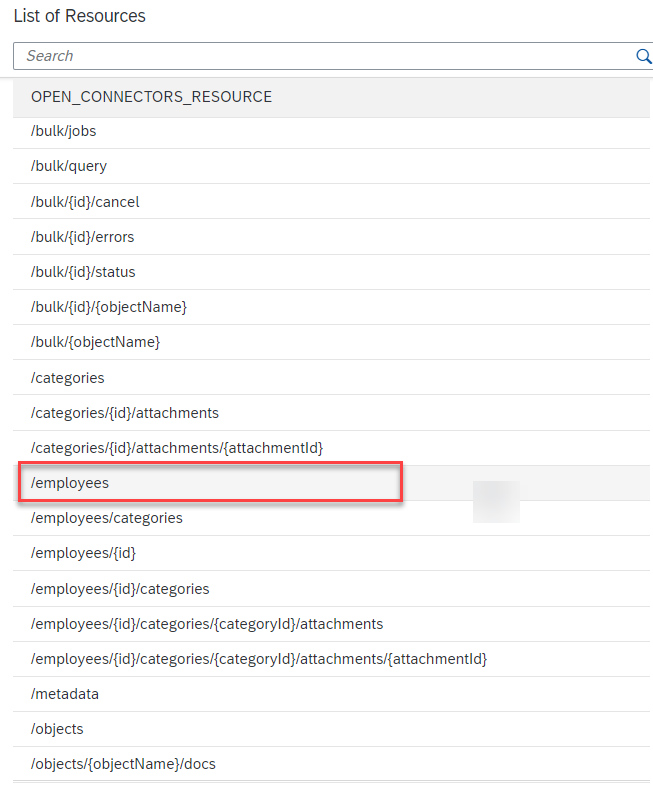 List of Resources
Search
OPEN_CONNECTORS_RESOURCE
/bulk/jobs
/bulk/query
/bulk/{id}/cancel
/bulk/{id}/errors
/bulk/{id}/status
/bulk/{id}/{objectName}
/bulk/{objectName}
/categories
/categories/{id}/attachments
/categories/{id}/attachments/{attachmentId}
/employees
/employees/categories
/employees/{id}
/employees/{id}/categories
/employees/{id}/categories/{categoryId}/attachments
/employees/{id}/categories/{categoryId}/attachments/{attachmentId}
/metadata
/objects
/objects/{objectName}/docs